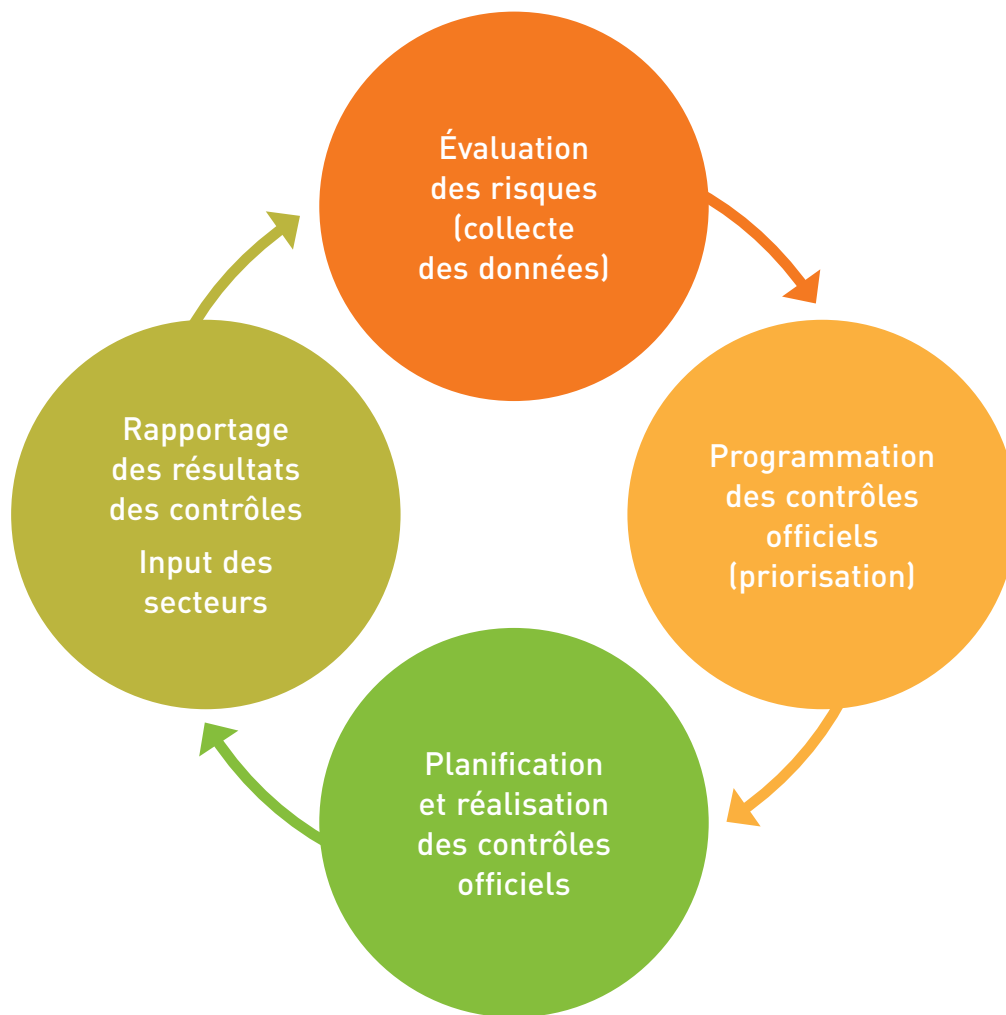 Évaluation
des risques
(collecte
des données)
Programmation
des contrôles
officiels
(priorisation)
Planification
et réalisation
des contrôles
officiels
Rapportage
des résultats
des contrôles
Input des
secteurs